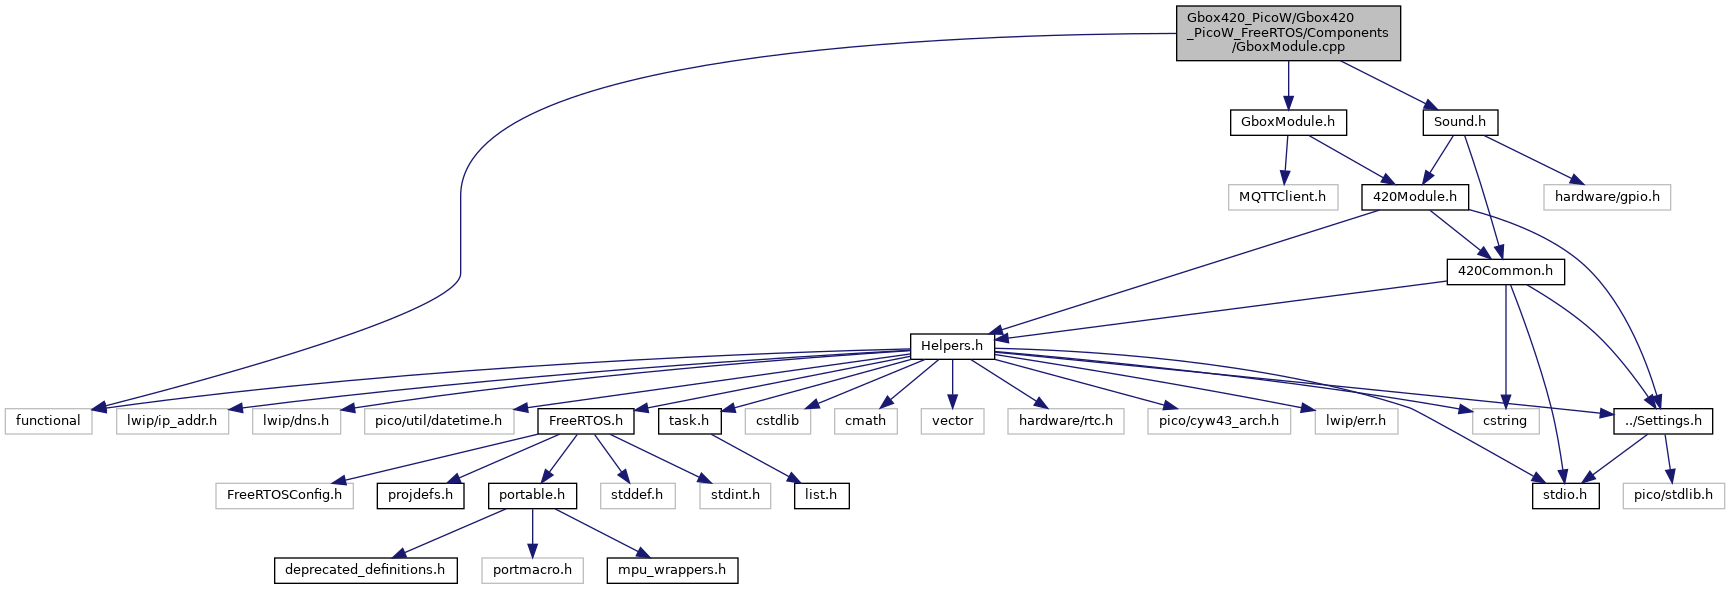 Gbox420_PicoW/Gbox420
_PicoW_FreeRTOS/Components
/GboxModule.cpp
GboxModule.h
Sound.h
MQTTClient.h
420Module.h
hardware/gpio.h
420Common.h
Helpers.h
functional
lwip/ip_addr.h
lwip/dns.h
pico/util/datetime.h
FreeRTOS.h
task.h
cstdlib
cmath
vector
hardware/rtc.h
pico/cyw43_arch.h
lwip/err.h
cstring
../Settings.h
FreeRTOSConfig.h
projdefs.h
portable.h
stddef.h
stdint.h
list.h
stdio.h
pico/stdlib.h
deprecated_definitions.h
portmacro.h
mpu_wrappers.h